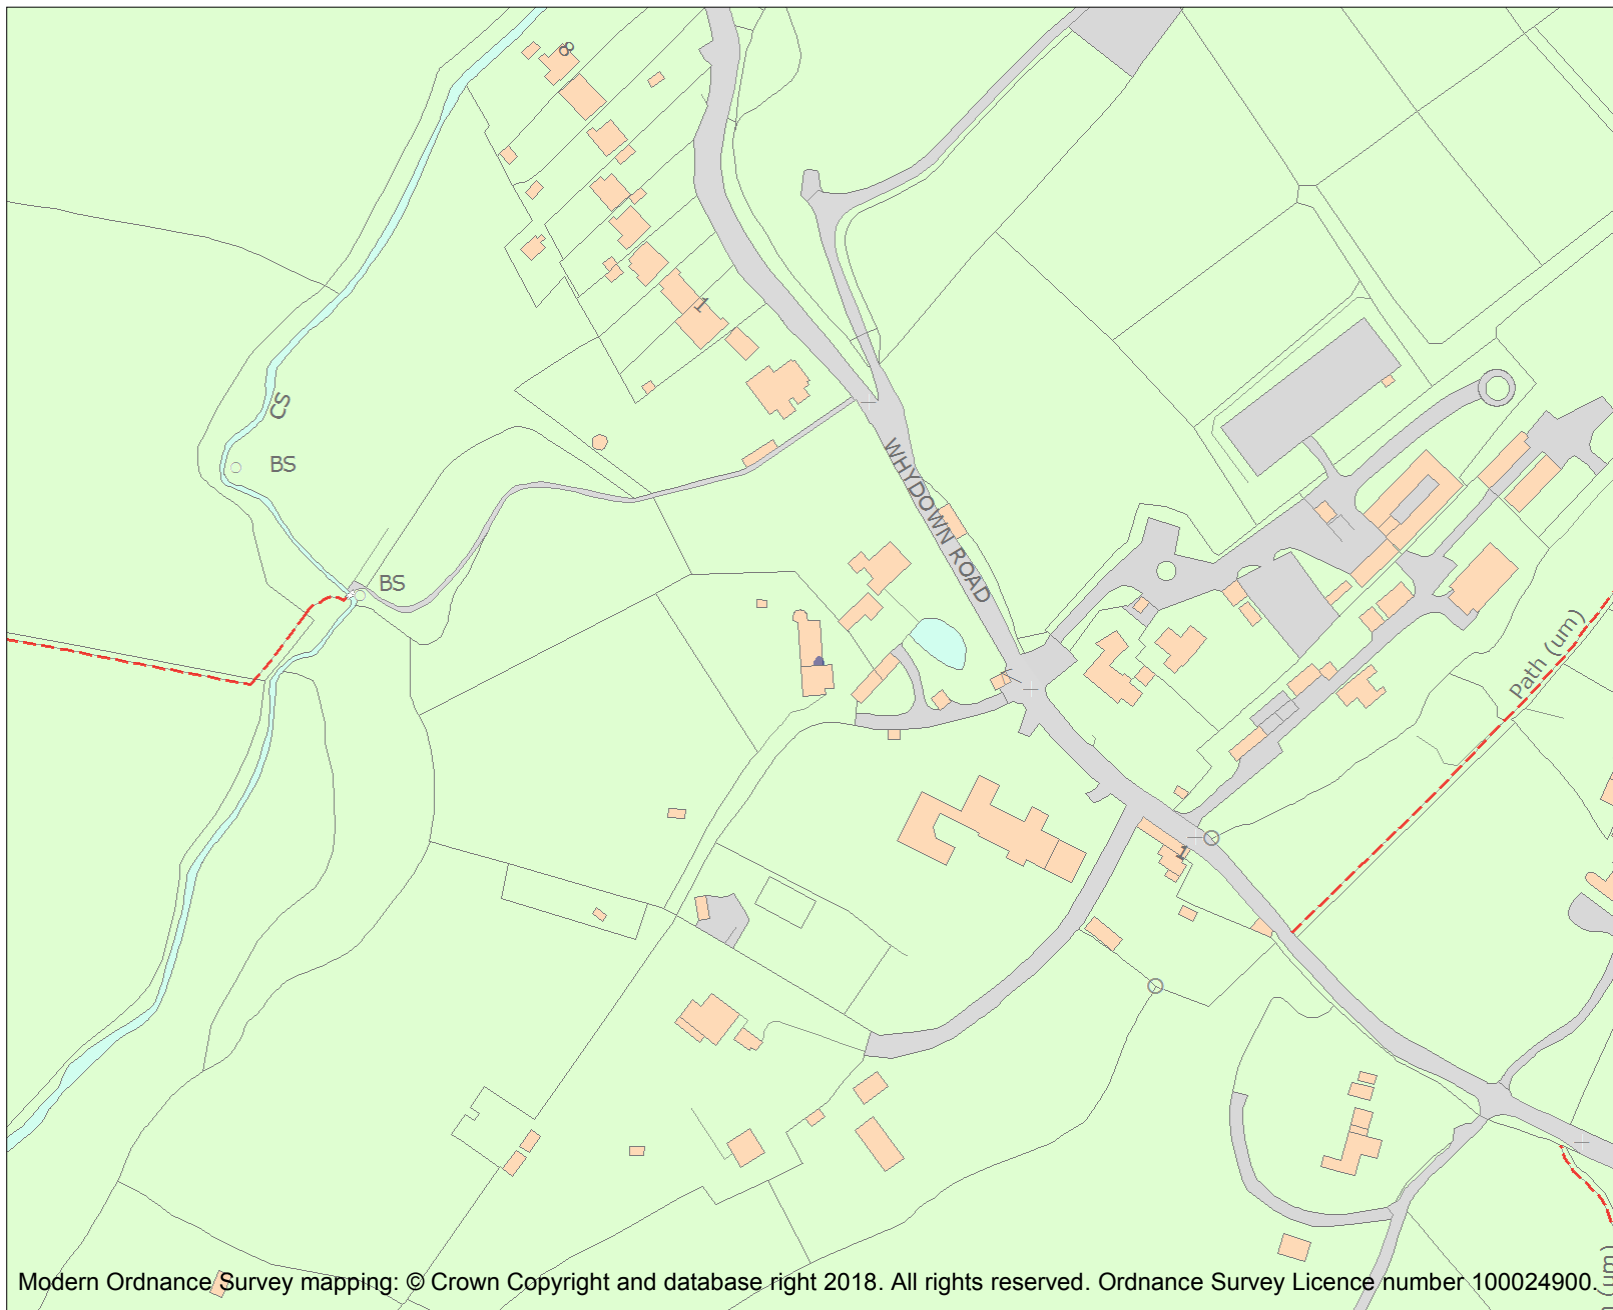 8
1
CS
BS
WHYDOWN ROAD
BS
Path (um)
1
(um)
Modern Ordnance Survey mapping: © Crown Copyright and database right 2018. All rights reserved. Ordnance Survey Licence number 100024900.